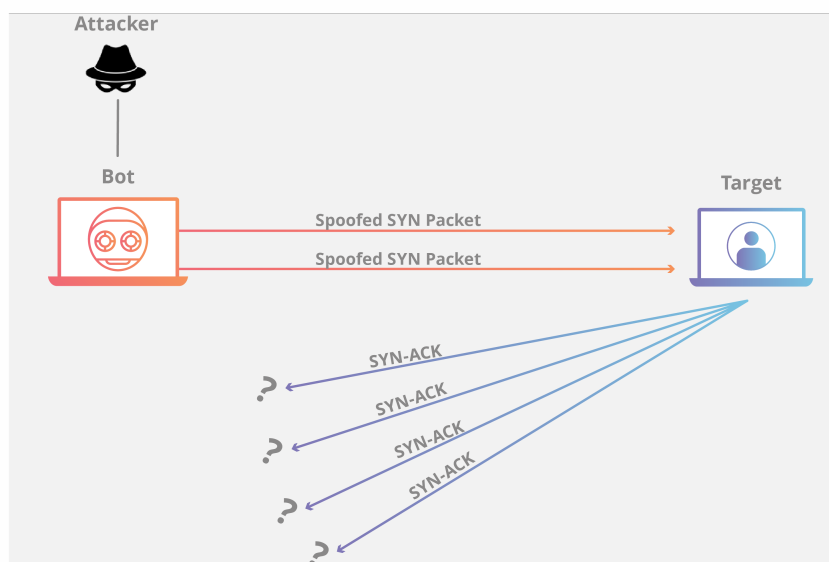 Attacker
Bot
Target
Spoofed SYN Packet
Spoofed SYN Packet
SYN-ACK
?
SYN-ACK
?
SYN-ACK
?
SYN-ACK
?